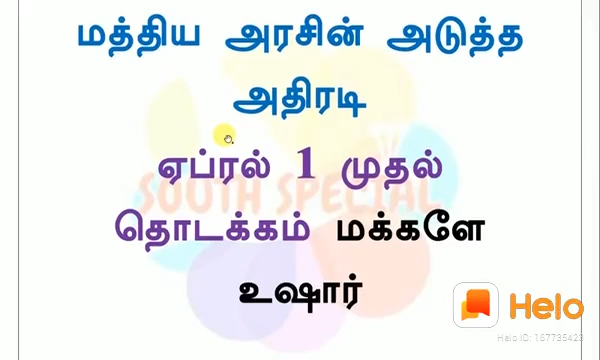 மத்திய அரசின் அடுத்த
அதிரடி
ஏப்ரல் 1 முதல்
SOUTH SPECIAL
தொடக்கம் மக்களே
உஷார்
Helo
Helo ID: 167735423